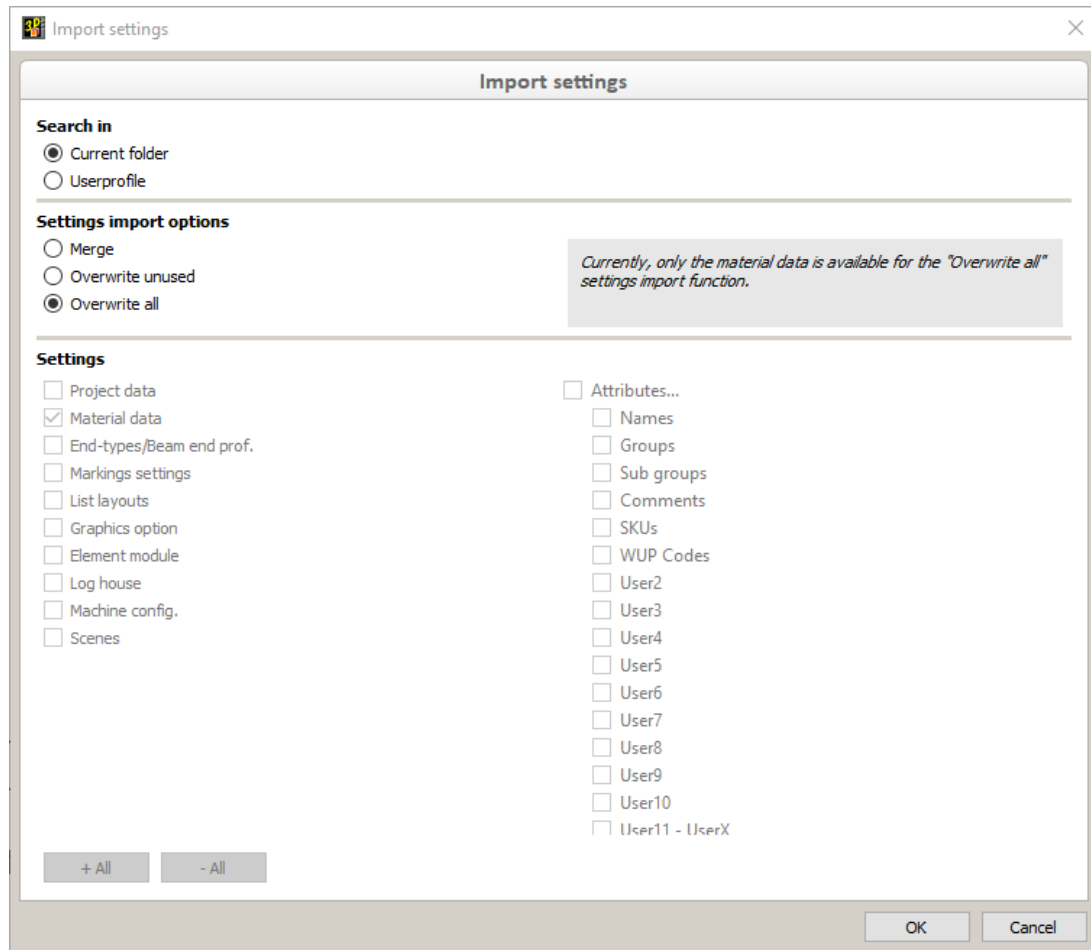 Import settings
Import settings
Search in
Current folder
Userprofile
Settings import options
Merge
Overwrite unused
Overwrite all
Currently, only the material data is available for the "Overwrite all"
settings import function.
Settings
Project data
Material data
End-types/Beam end prof.
Markings settings
List layouts
Graphics option
Element module
Log house
Machine config.
Scenes
Attributes...
Names
Groups
Sub groups
Comments
SKUs
WUP Codes
User2
User3
User4
User5
User6
User7
User8
User9
User10
User11 - UserX
+ All
- All
OK
Cancel